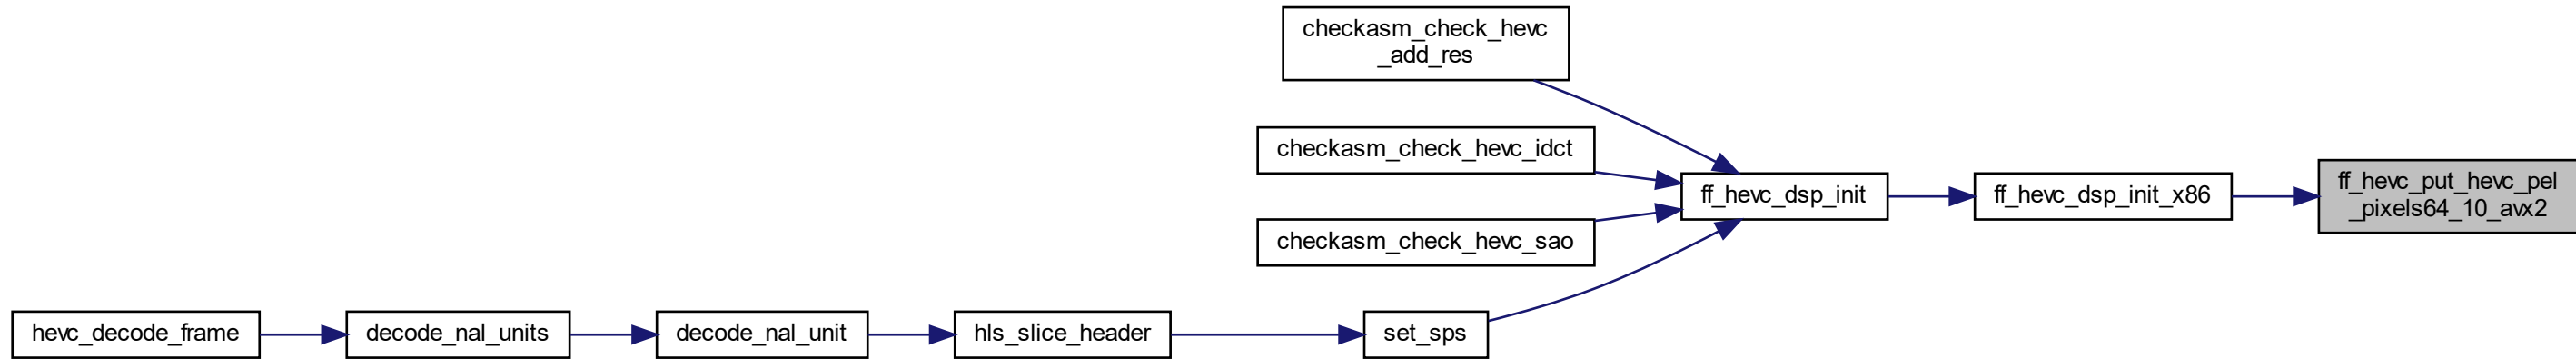 checkasm_check_hevc
_add_res
checkasm_check_hevc_idct
ff_hevc_put_hevc_pel
_pixels64_10_avx2
ff_hevc_dsp_init
ff_hevc_dsp_init_x86
checkasm_check_hevc_sao
hevc_decode_frame
decode_nal_units
decode_nal_unit
hls_slice_header
set_sps